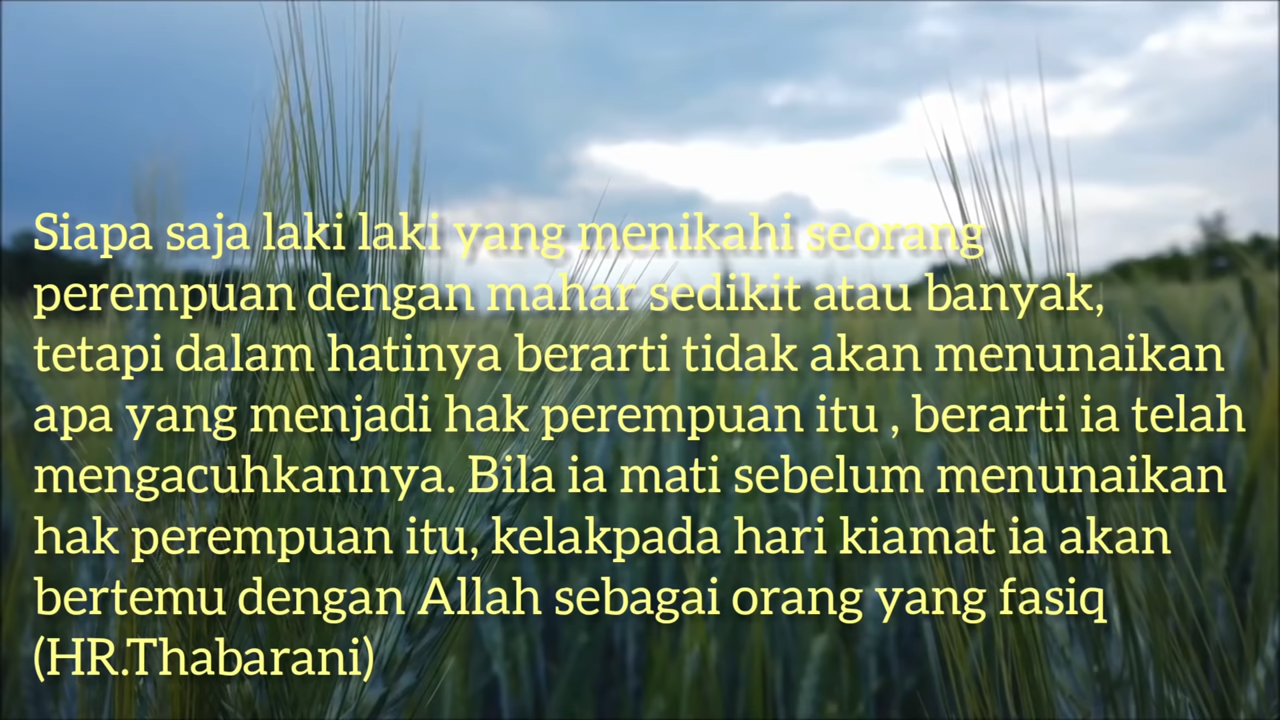 Siapa saja laki laki yang menikahi seorang
perempuan dengan mahar sedikit atau banyak,
tetapi dalam hatinya berarti tidak akan menunaikan
apa yang menjadi hak perempuan itu , berarti ia telah
mengacuhkannya. Bila ia mati sebelum menunaikan
hak perempuan itu, kelakpada hari kiamat ia akan
bertemu dengan Allah sebagai orang yang fasiq
(HR.Thabarani)